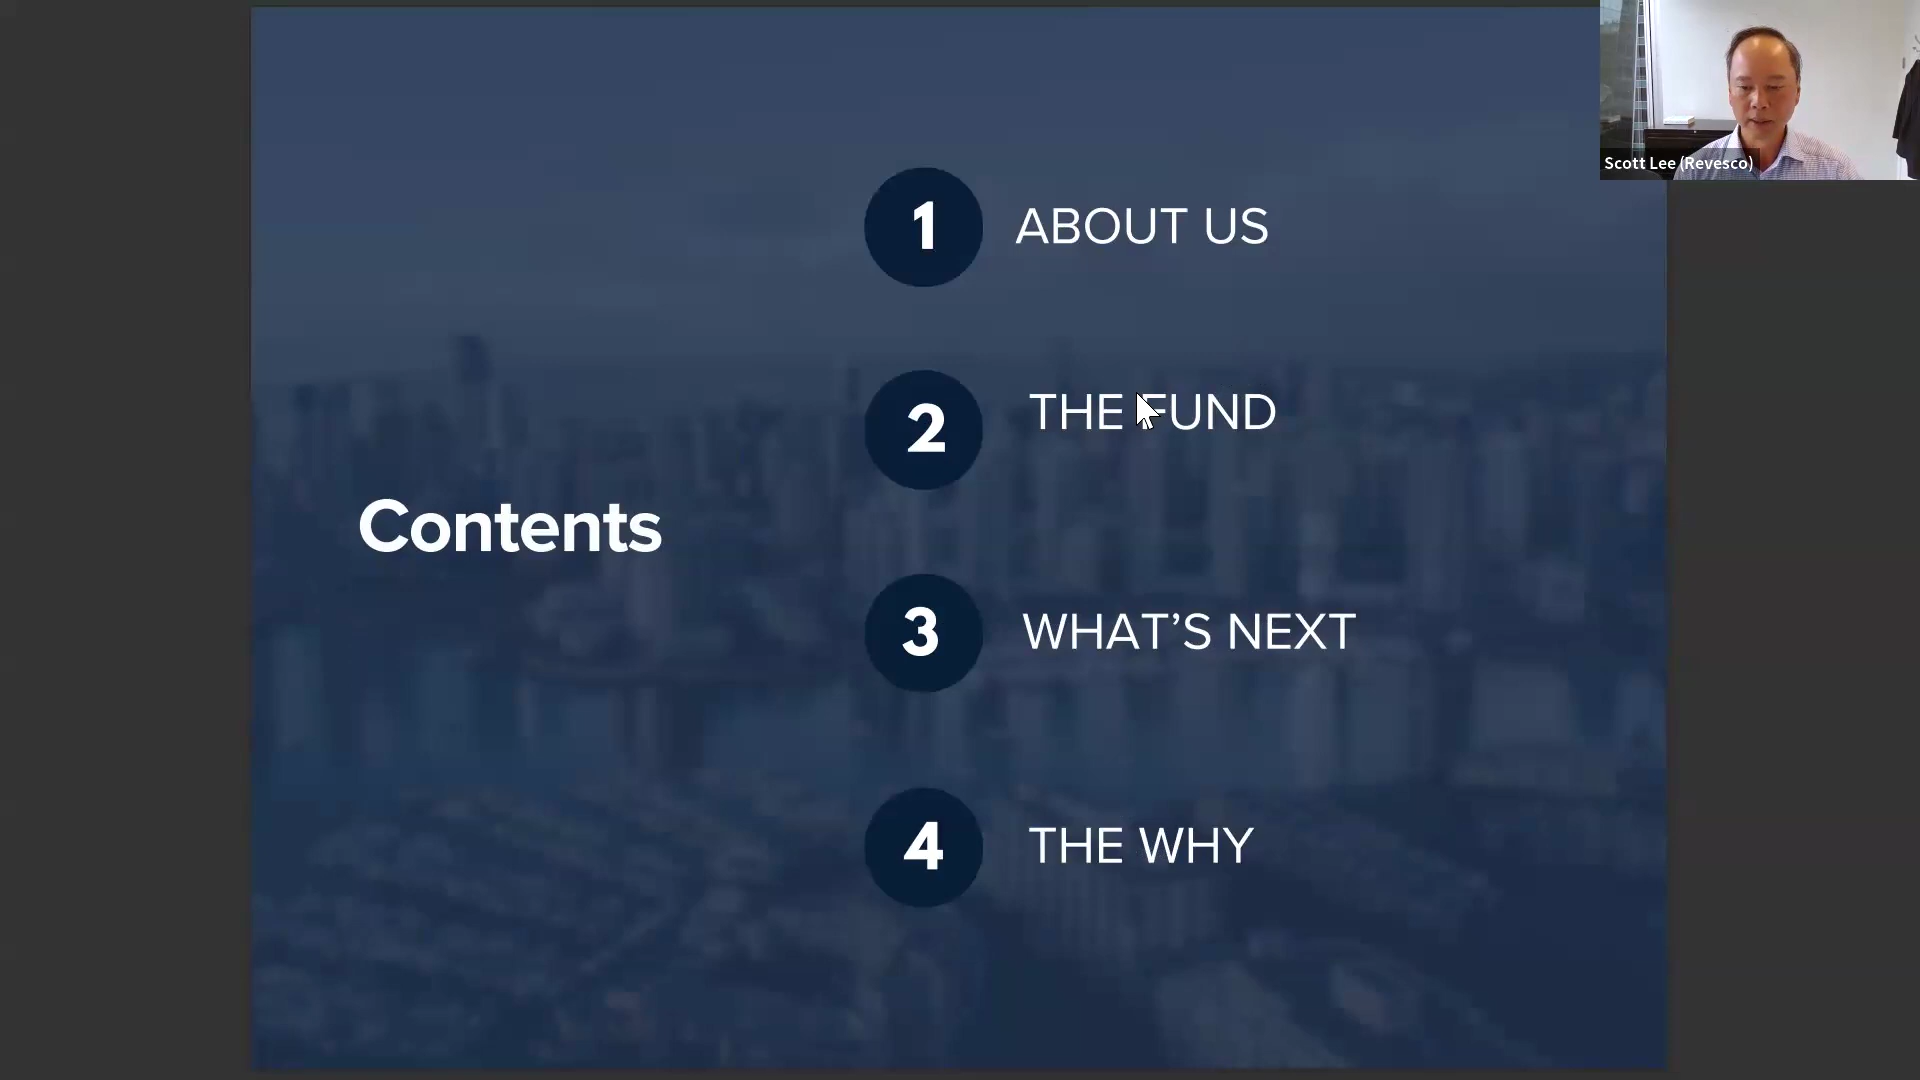 Scott Lee (Revesco)
1 ABOUT US
2 THE FUND
Contents
3 WHAT’S NEXT
4 THE WHY